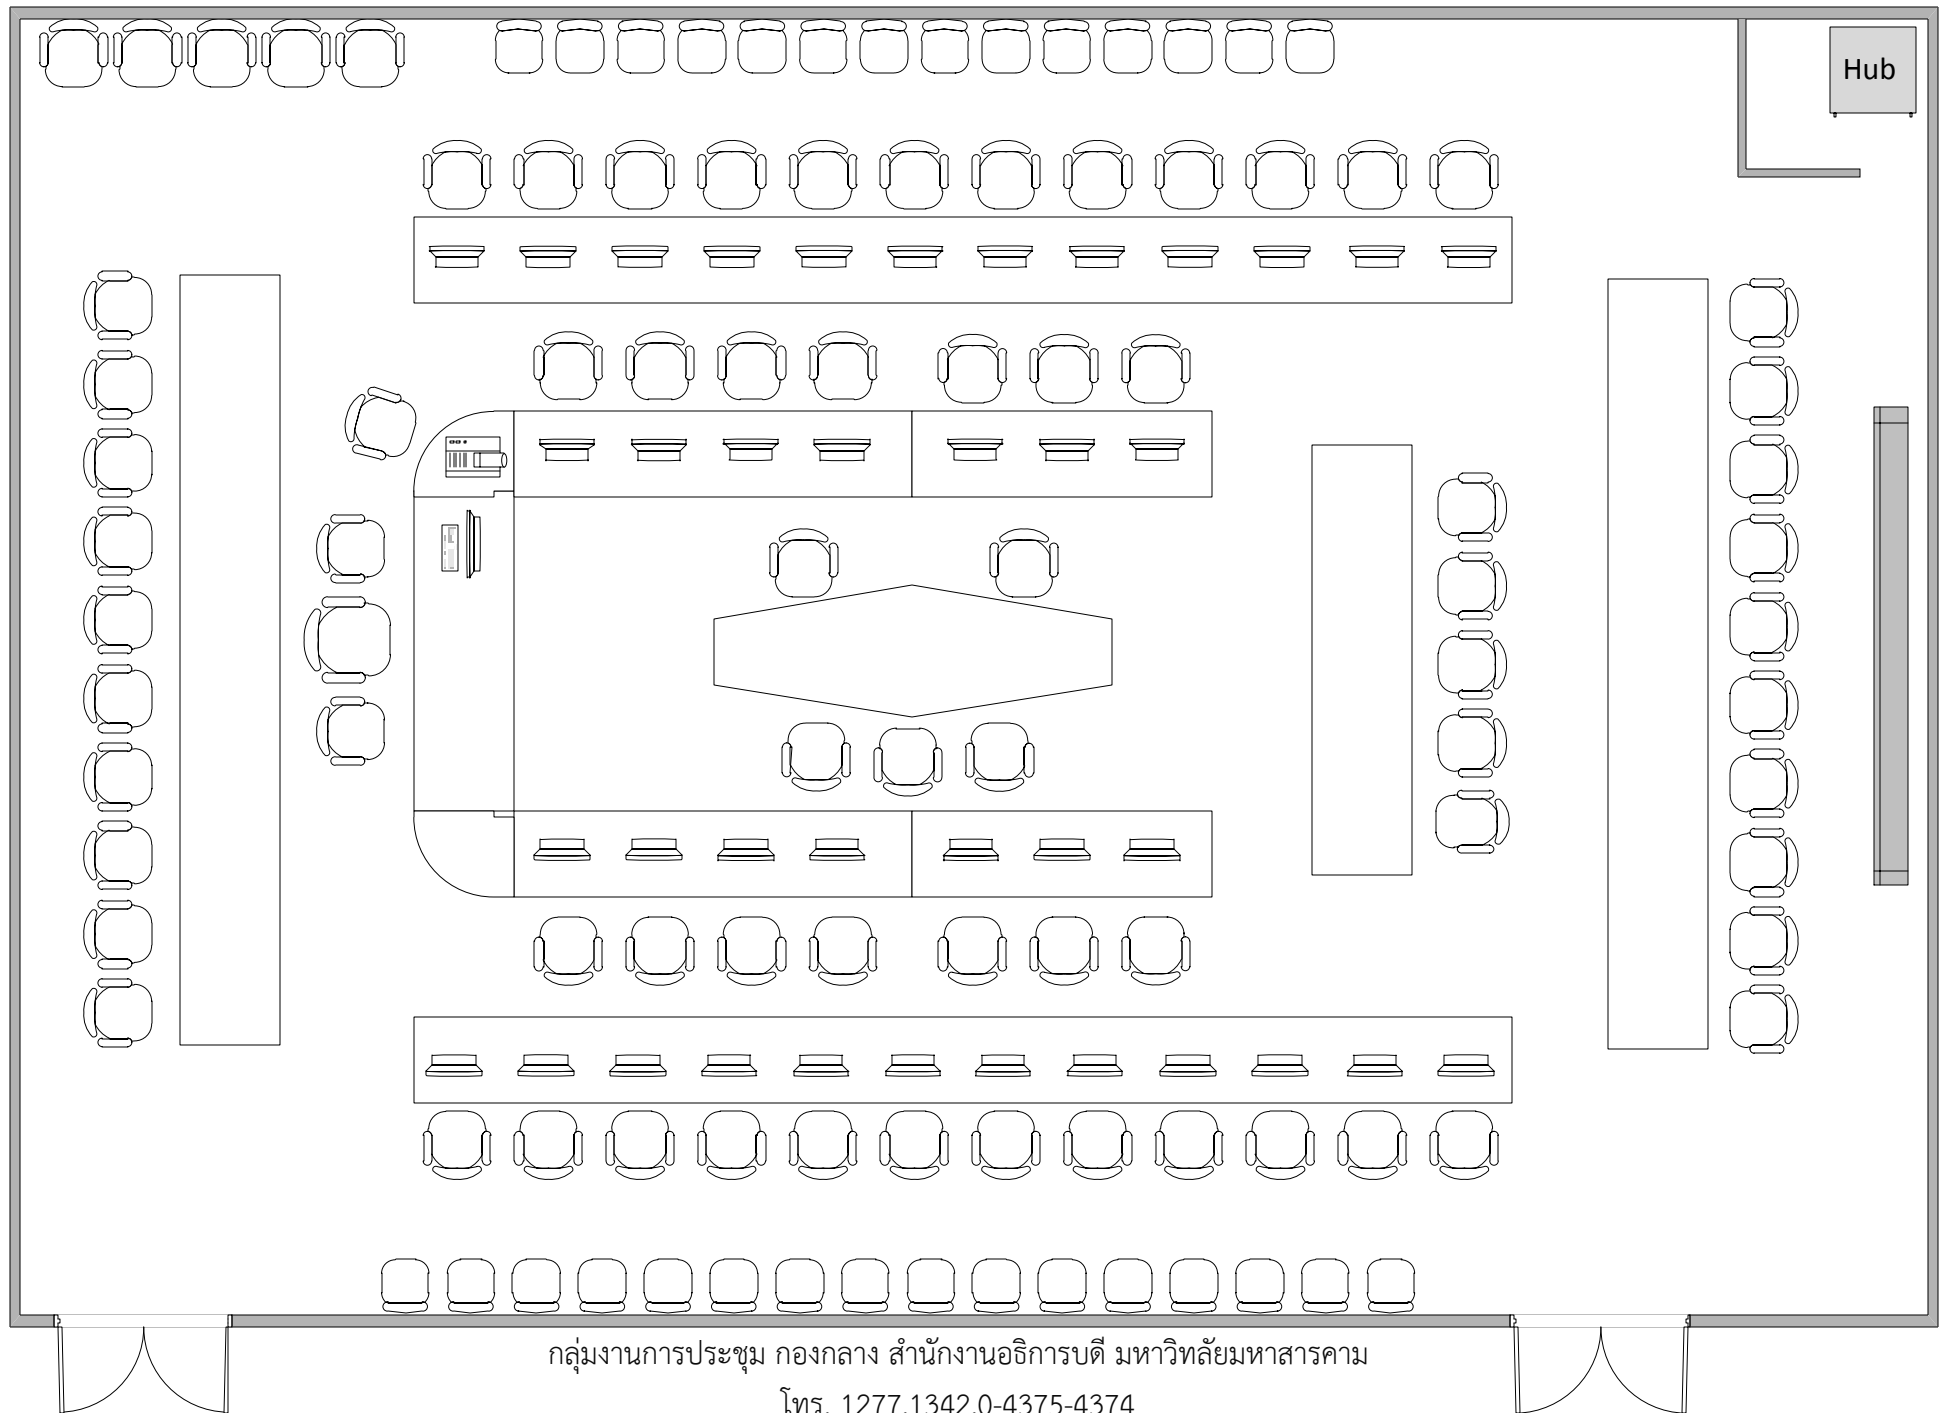 Hub
กลุ่มงานการประชุม กองกลาง สำนักงานอธิการบดี มหาวิทลัยมหาสารคาม
โทร. 1277,1342,0-4375-4374